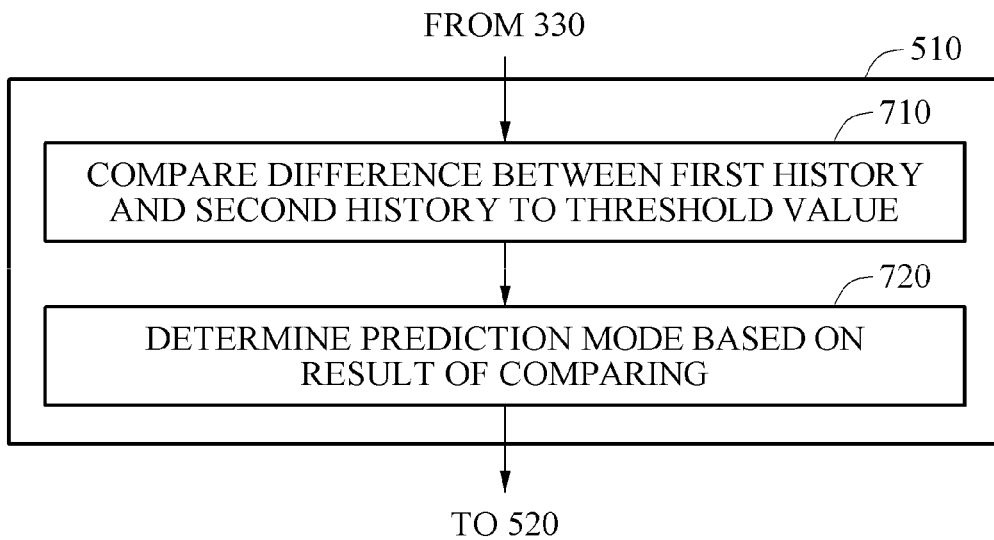 FROM 330
510
710
COMPARE DIFFERENCE BETWEEN FIRST HISTORY
AND SECOND HISTORY TO THRESHOLD VALUE
720
DETERMINE PREDICTION MODE BASED ON
RESULT OF COMPARING
TO 520